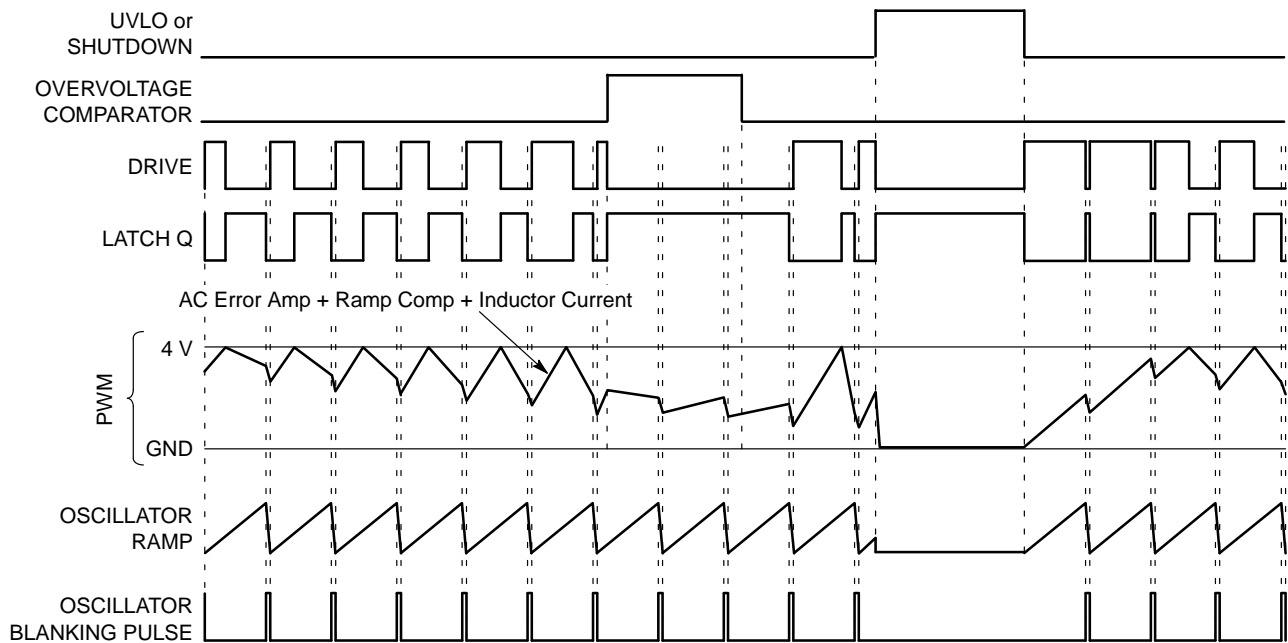 UVLO or
SHUTDOWN
OVERVOLTAGE
COMPARATOR
DRIVE
LATCH Q
AC Error Amp + Ramp Comp + Inductor Current
4 V
PWM
GND
OSCILLATOR
RAMP
OSCILLATOR
BLANKING PULSE